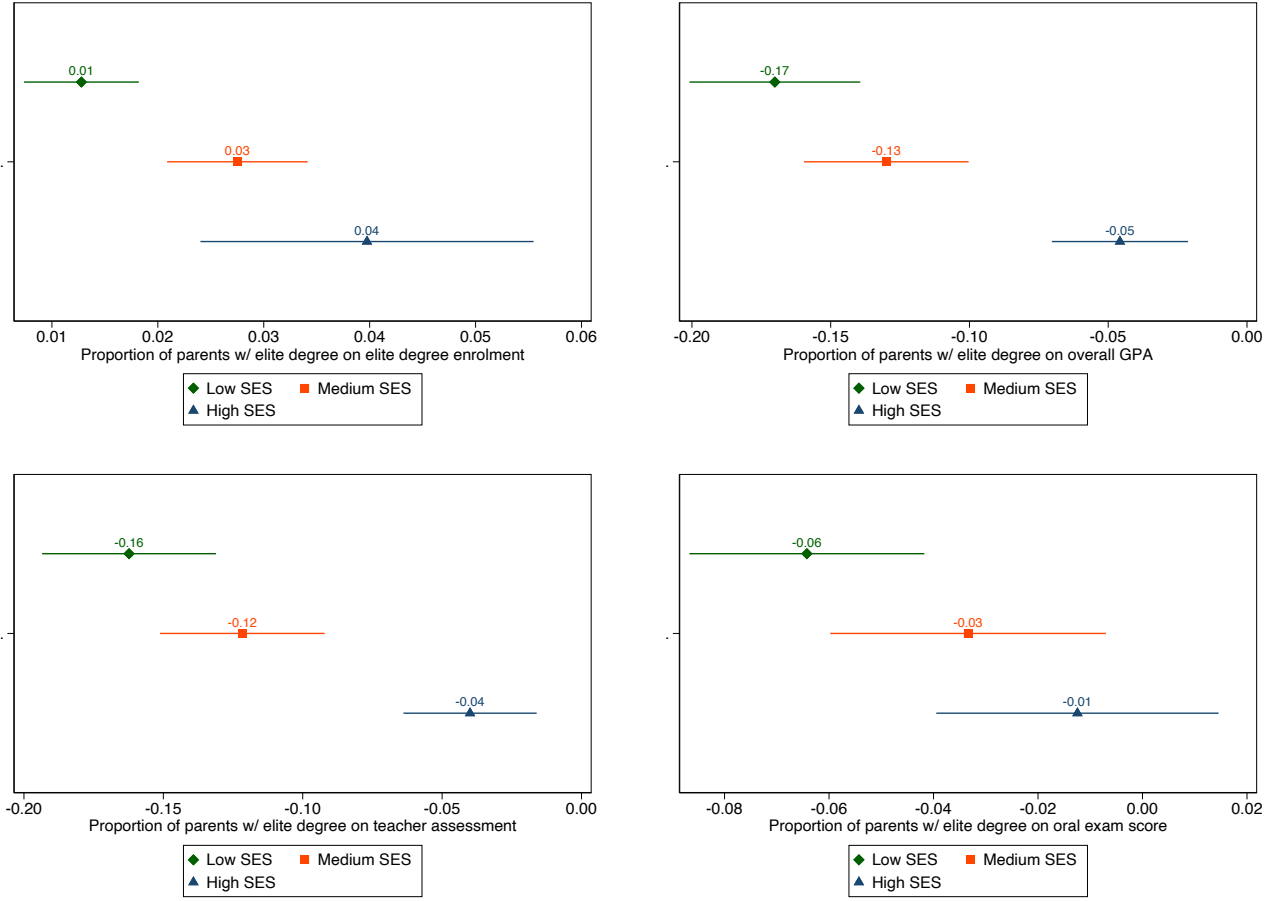 0.01
0.03
0.04
.
0.01 0.02 0.03 0.04 0.05 0.06
Proportion of parents w/ elite degree on elite degree enrolment
Low SES Medium SES
High SES
-0.17
-0.13
-0.05
.
-0.20 -0.15 -0.10 -0.05 0.00
Proportion of parents w/ elite degree on overall GPA
Low SES Medium SES
High SES
-0.16
-0.12
-0.04
.
-0.20 -0.15 -0.10 -0.05 0.00
Proportion of parents w/ elite degree on teacher assessment
Low SES Medium SES
High SES
-0.06
-0.03
-0.01
.
-0.08 -0.06 -0.04 -0.02 0.00 0.02
Proportion of parents w/ elite degree on oral exam score
Low SES Medium SES
High SES